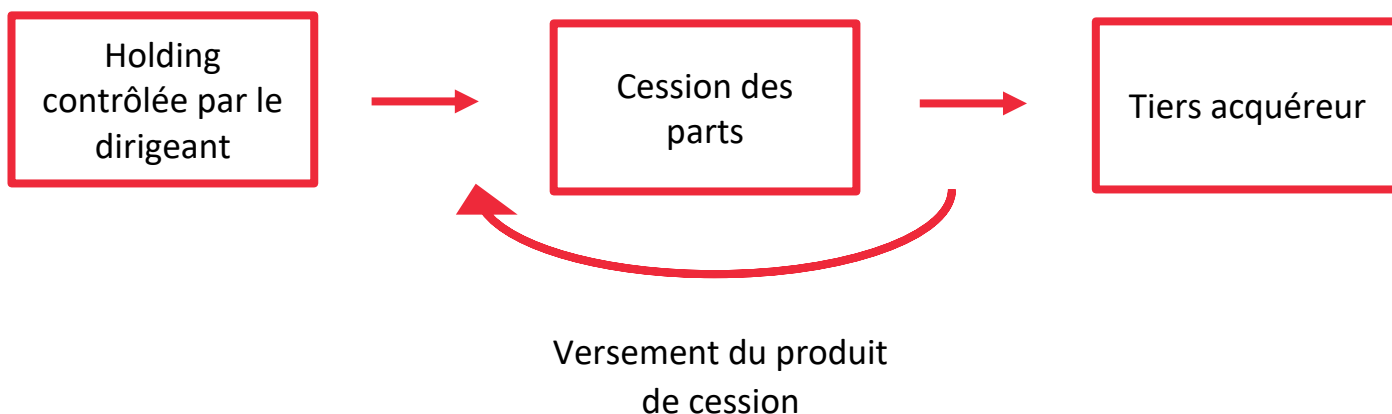 Holding
contrôlée par le
dirigeant
Cession des
parts
Tiers acquéreur
Versement du produit
de cession